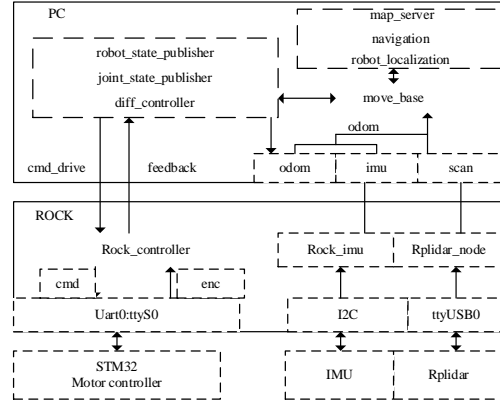 PC
map_server
robot_state_publisher
navigation
joint_state_publisher
robot_localization
diff_controller
move_base
odom
cmd_drive
feedback
odom
imu
scan
ROCK
Rock_controller
Rock_imu
Rplidar_node
cmd
enc
Uart0:ttyS0
I2C
ttyUSB0
STM32
Motor controller
IMU
Rplidar